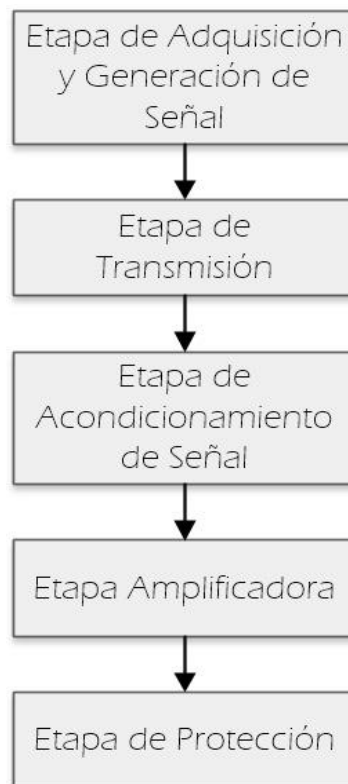 Etapa de Adquisición
y Generación de
Señal
Etapa de
Transmisión
Etapa de
Acondicionamiento
de Señal
Etapa Amplificadora
Etapa de Protección